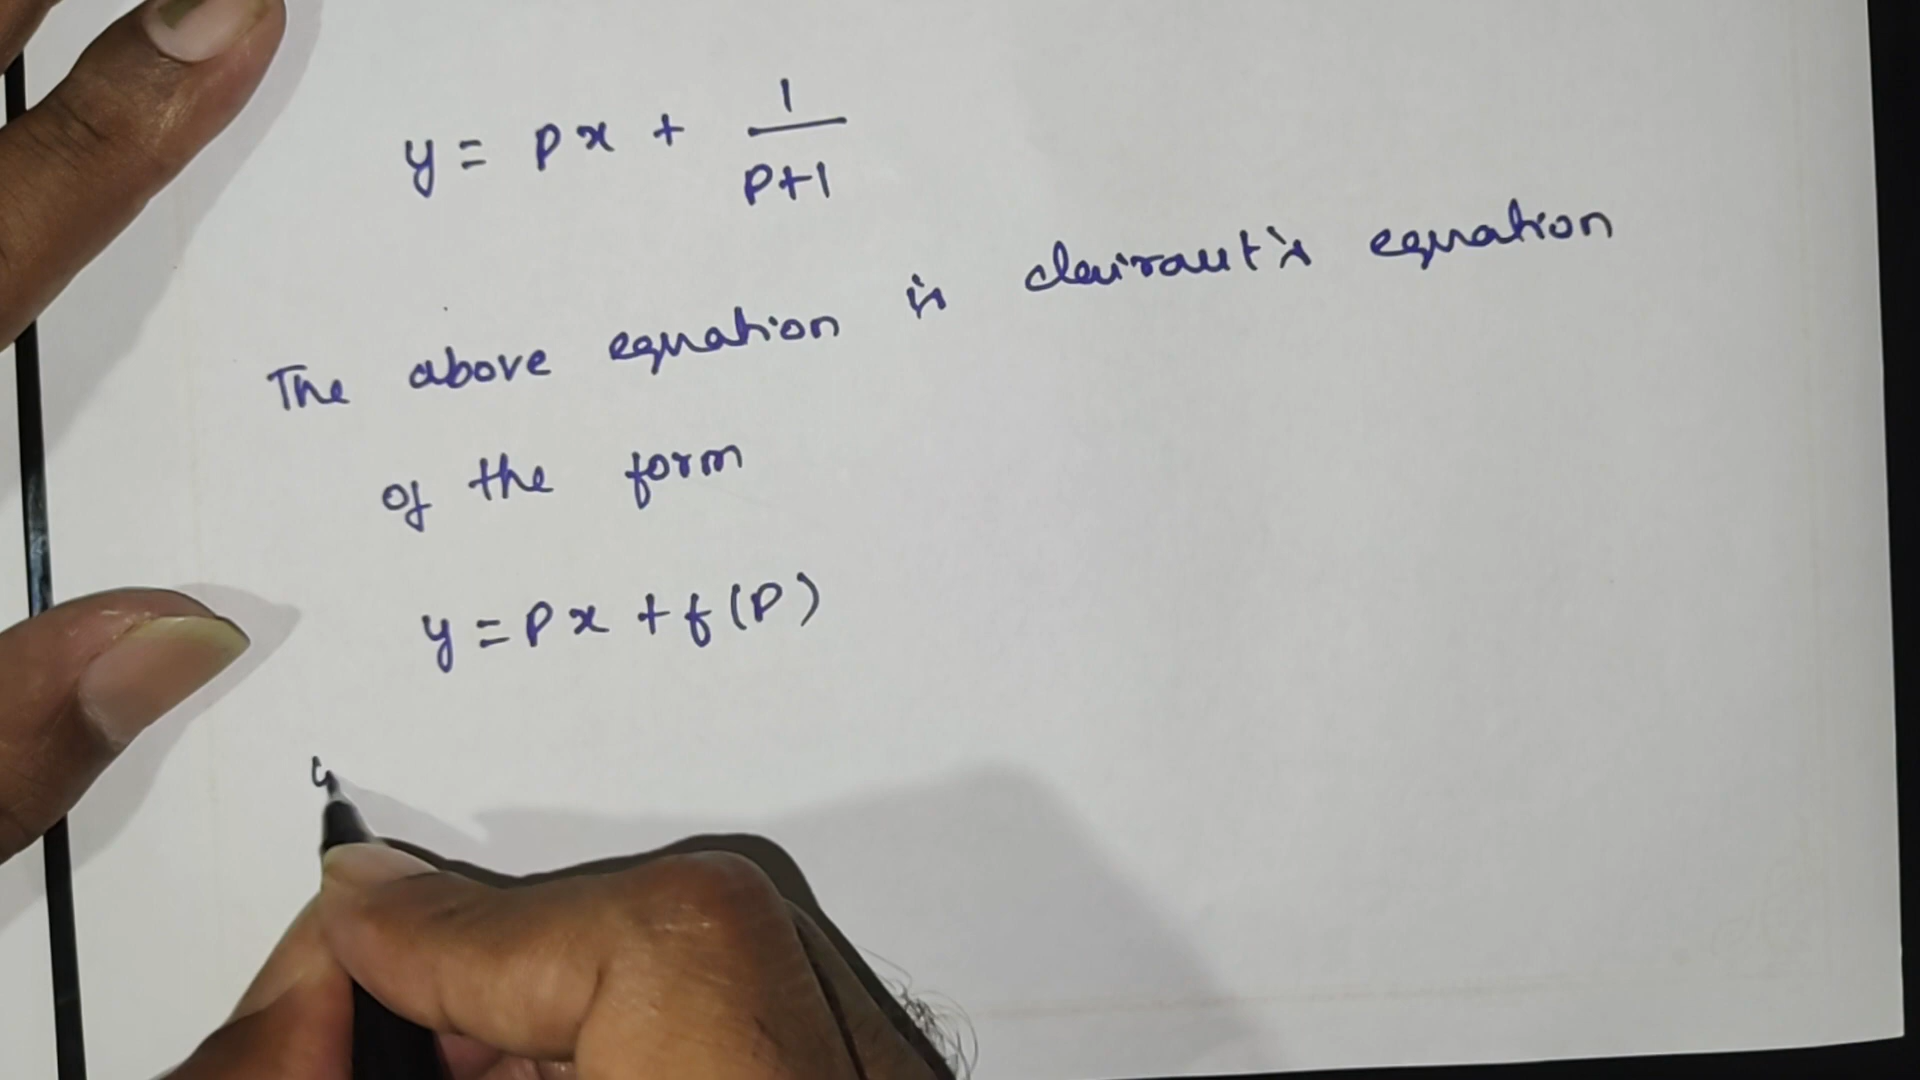 y = px + 1/(p+1)
The above equation is clairaut's equation
of the form
y = px + f(p)
y